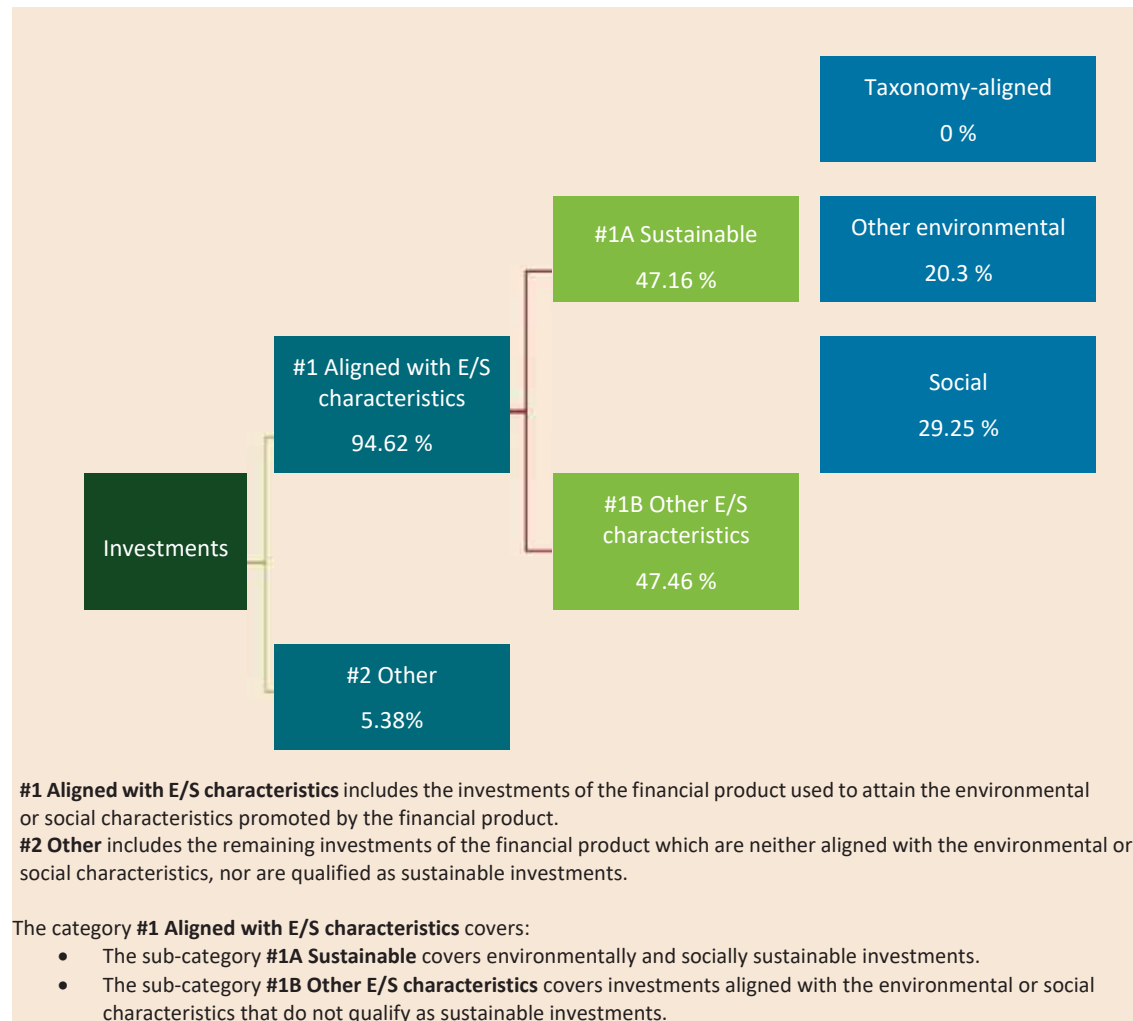 Taxonomy-aligned
0 %
#1A Sustainable
47.16 %
Other environmental
20.3 %
#1 Aligned with E/S
characteristics
94.62 %
Social
29.25 %
Investments
#1B Other E/S
characteristics
47.46 %
#2 Other
5.38%
#1 Aligned with E/S characteristics includes the investments of the financial product used to attain the environmental
or social characteristics promoted by the financial product.
#2 Other includes the remaining investments of the financial product which are neither aligned with the environmental or
social characteristics, nor are qualified as sustainable investments.
The category #1 Aligned with E/S characteristics covers:
• The sub-category #1A Sustainable covers environmentally and socially sustainable investments.
• The sub-category #1B Other E/S characteristics covers investments aligned with the environmental or social
characteristics that do not qualify as sustainable investments.